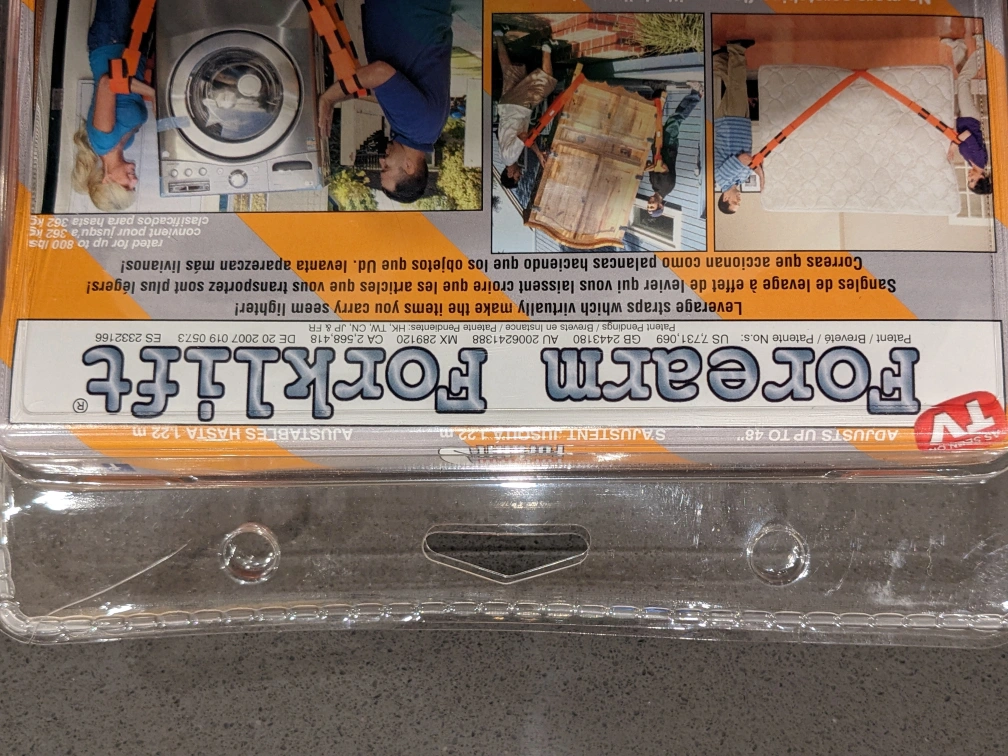 AS SEEN ON
TV
ADJUSTS UP TO 48" S'AJUSTENT JUSQU'À 1.22 m AJUSTABLES HASTA 1.22 m
Forearm Forklift®
Patent / Brevets / Patente No.s: US 7,731,069 GB 2443180 AU 2006241388 MX 289120 CA 2,568,418 DE 20 2007 019 057.3 ES 2332166
Patent Pendings / Brevets en Instance / Patente Pendientes: HK, TW, CN, JP & FR
Leverage straps which virtually make the items you carry seem lighter!
Sangles de levage à effet de levier qui vous laissent croire que les articles que vous transportez sont plus légers!
Correas que accionan como palancas haciendo que los objetos que Ud. levanta aparezcan más livianos!
rated for up to 800 lbs.
convient pour jusqu'à 362 kg
clasificados para hasta 362 kg